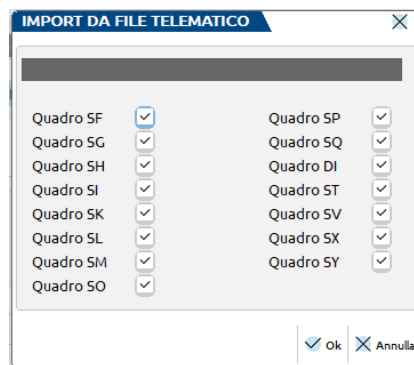 IMPORT DA FILE TELEMATICO
Quadro SF
Quadro SP
Quadro SG
Quadro SQ
Quadro SH
Quadro DI
Quadro SI
Quadro ST
Quadro SK
Quadro SV
Quadro SL
Quadro SX
Quadro SM
Quadro SY
Quadro SO
Ok
Annulla